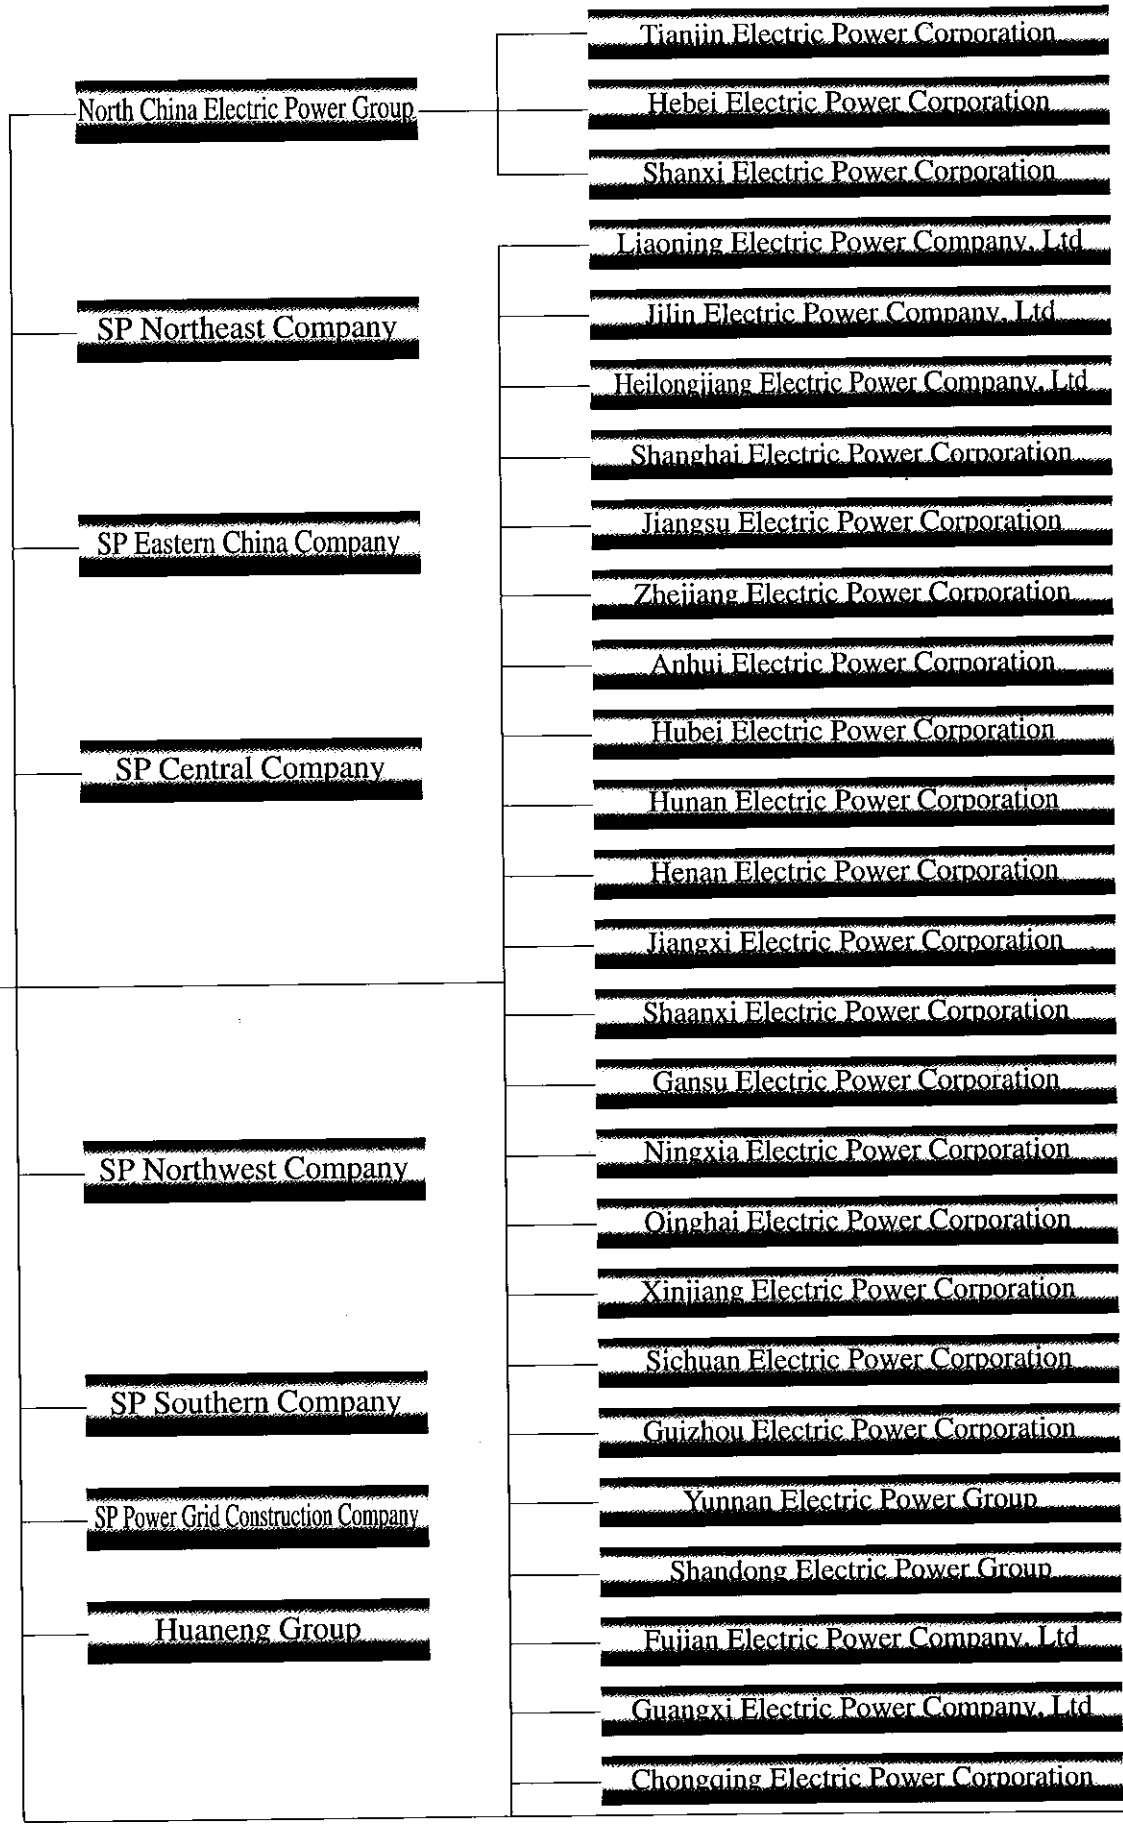 North China Electric Power Group
SP Northeast Company
SP Eastern China Company
SP Central Company
SP Northwest Company
SP Southern Company
SP Power Grid Construction Company
Huaneng Group
Tianjin Electric Power Corporation
Hebei Electric Power Corporation
Shanxi Electric Power Corporation
Liaoning Electric Power Company, Ltd
Jilin Electric Power Company, Ltd
Heilongjiang Electric Power Company, Ltd
Shanghai Electric Power Corporation
Jiangsu Electric Power Corporation
Zhejiang Electric Power Corporation
Anhui Electric Power Corporation
Hubei Electric Power Corporation
Hunan Electric Power Corporation
Henan Electric Power Corporation
Jiangxi Electric Power Corporation
Shaanxi Electric Power Corporation
Gansu Electric Power Corporation
Ningxia Electric Power Corporation
Qinghai Electric Power Corporation
Xinjiang Electric Power Corporation
Sichuan Electric Power Corporation
Guizhou Electric Power Corporation
Yunnan Electric Power Group
Shandong Electric Power Group
Fujian Electric Power Company, Ltd
Guangxi Electric Power Company, Ltd
Chongqing Electric Power Corporation